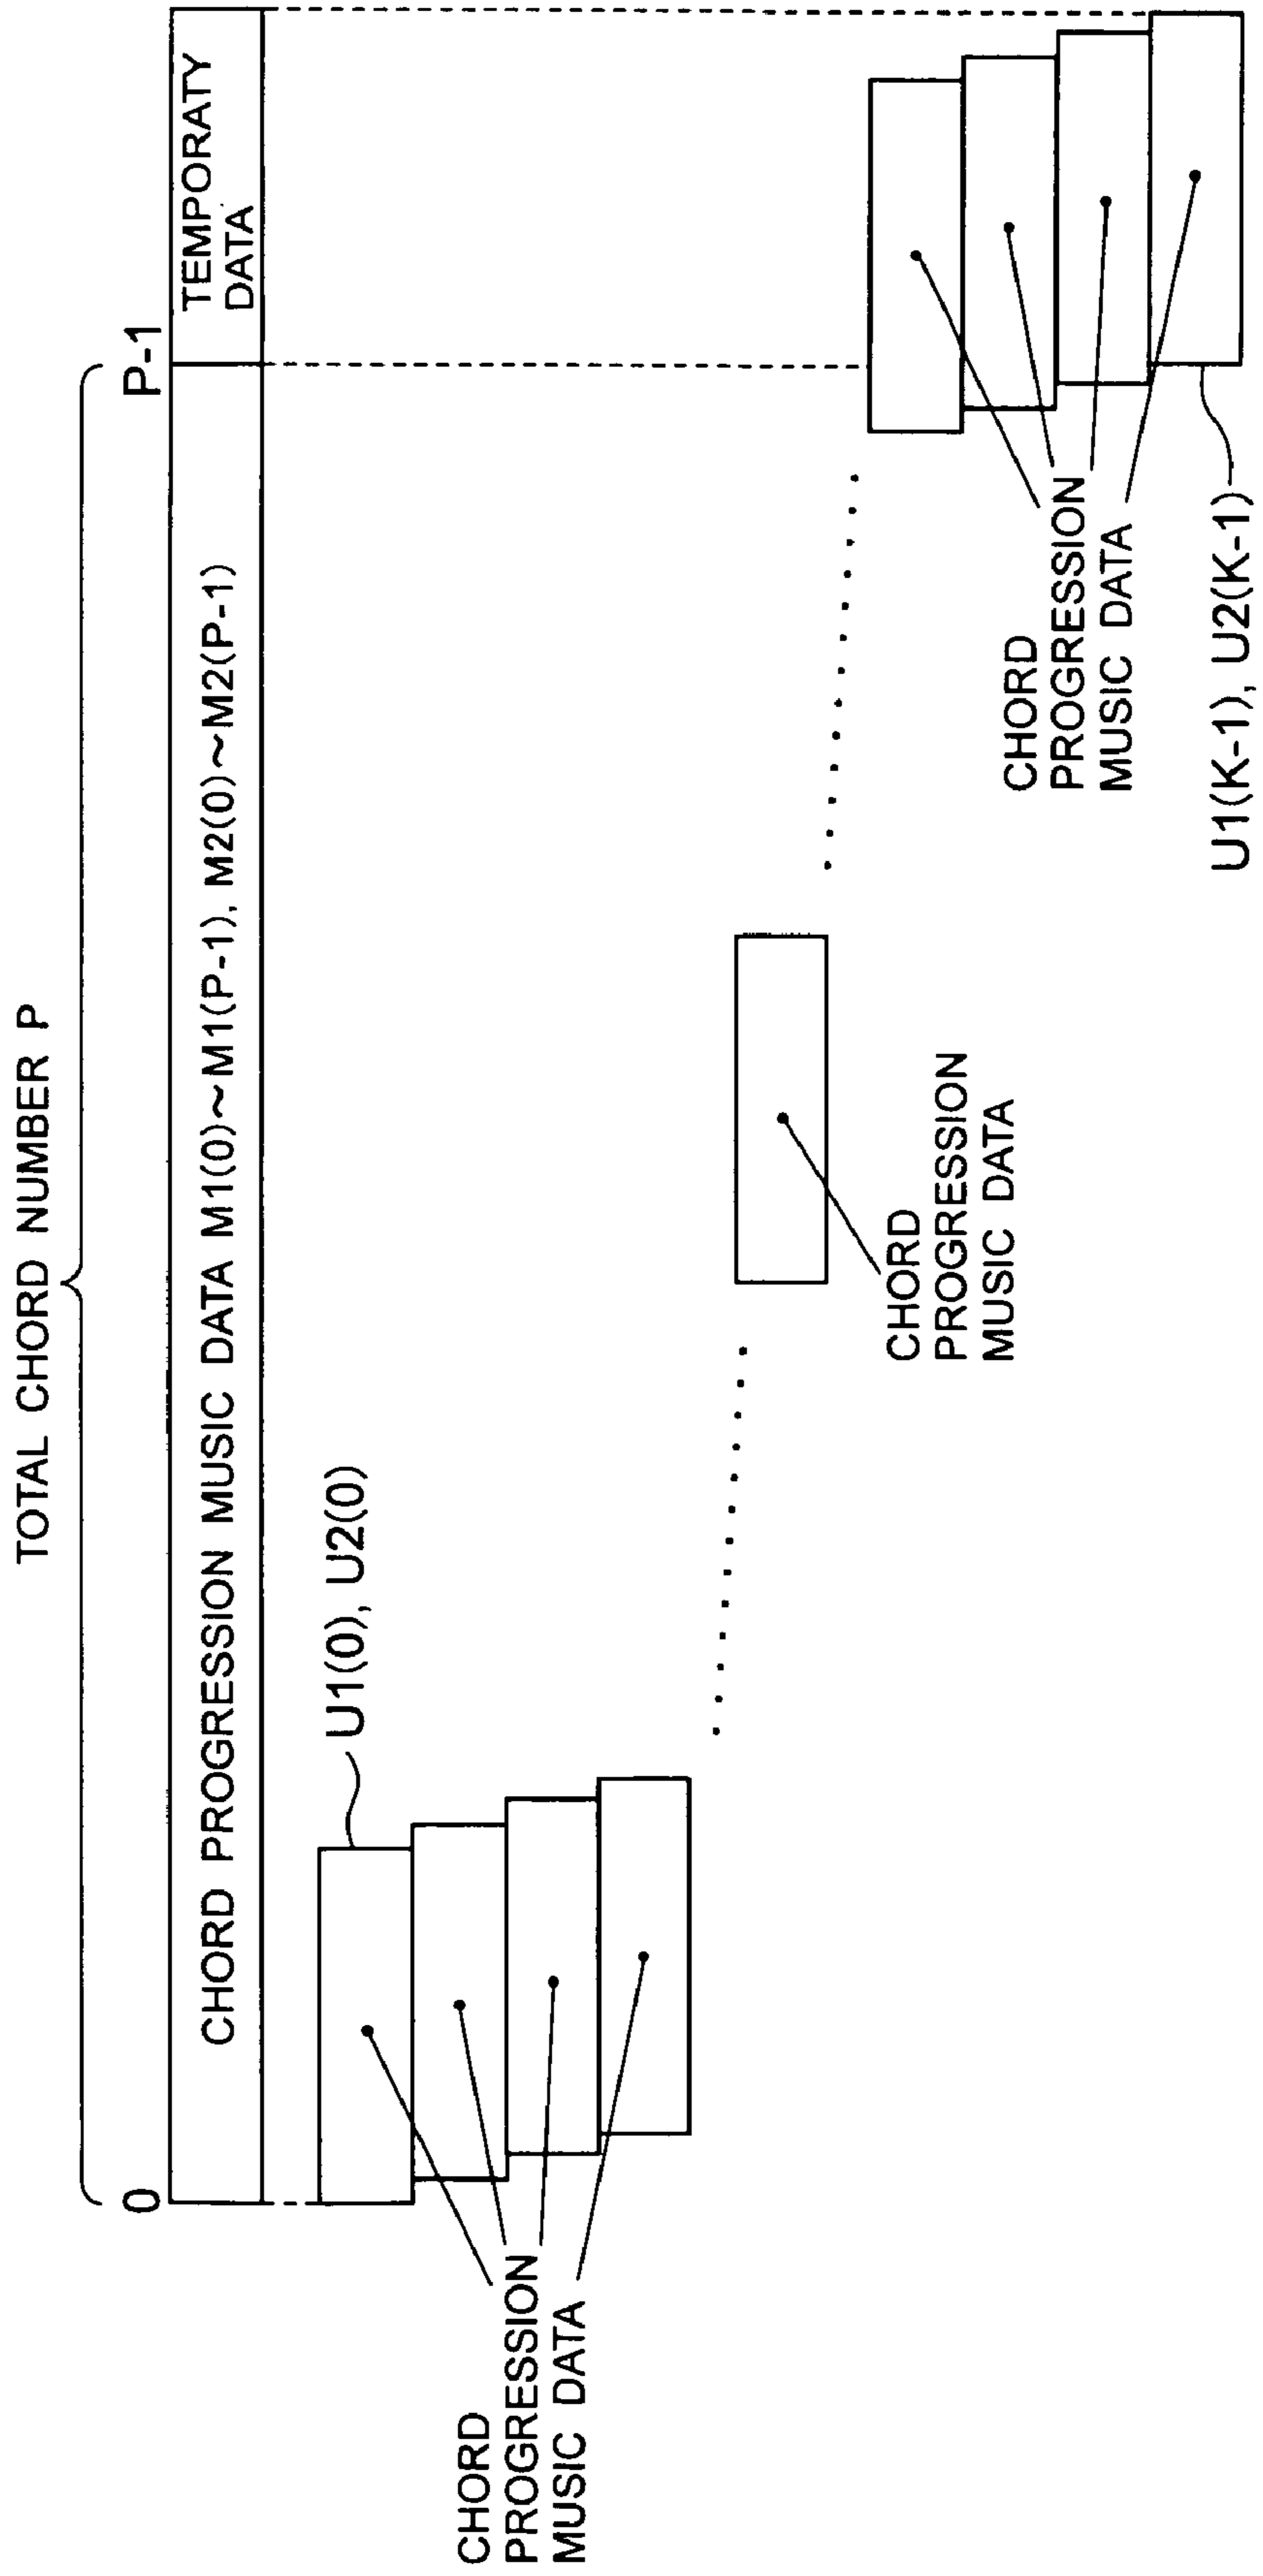 TOTAL CHORD NUMBER P
0
P-1
CHORD PROGRESSION MUSIC DATA M1(0)~M1(P-1), M2(0)~M2(P-1)
TEMPORATY
DATA
U1(0), U2(0)
CHORD
PROGRESSION
MUSIC DATA
CHORD
PROGRESSION
MUSIC DATA
CHORD
PROGRESSION
MUSIC DATA
U1(K-1), U2(K-1)